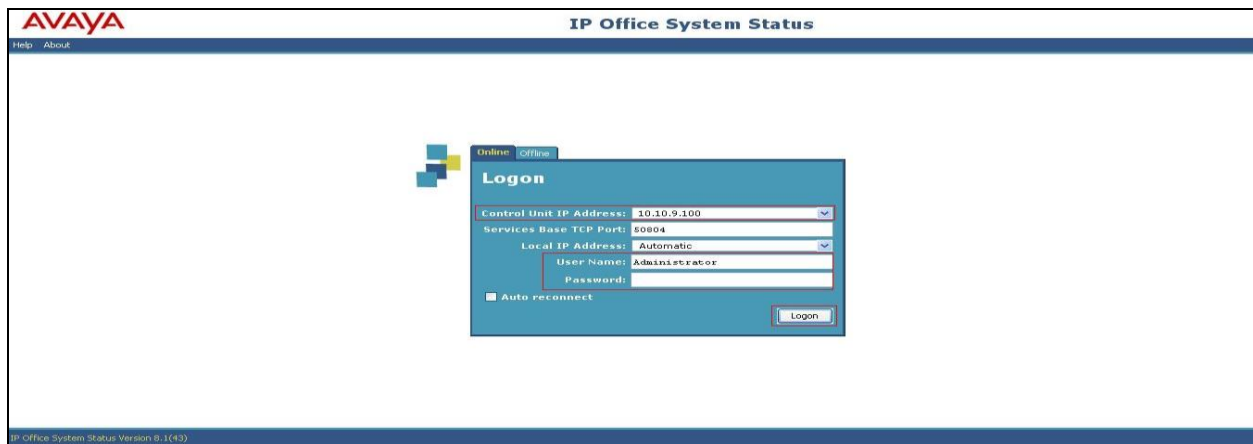 AVAYA
IP Office System Status
Help About
Online Offline
Logon
Control Unit IP Address: 10.10.9.100
Services Base TCP Port: 50804
Local IP Address: Automatic
User Name: Administrator
Password:
Auto reconnect
Logon
IP Office System Status Version 8.1(43)